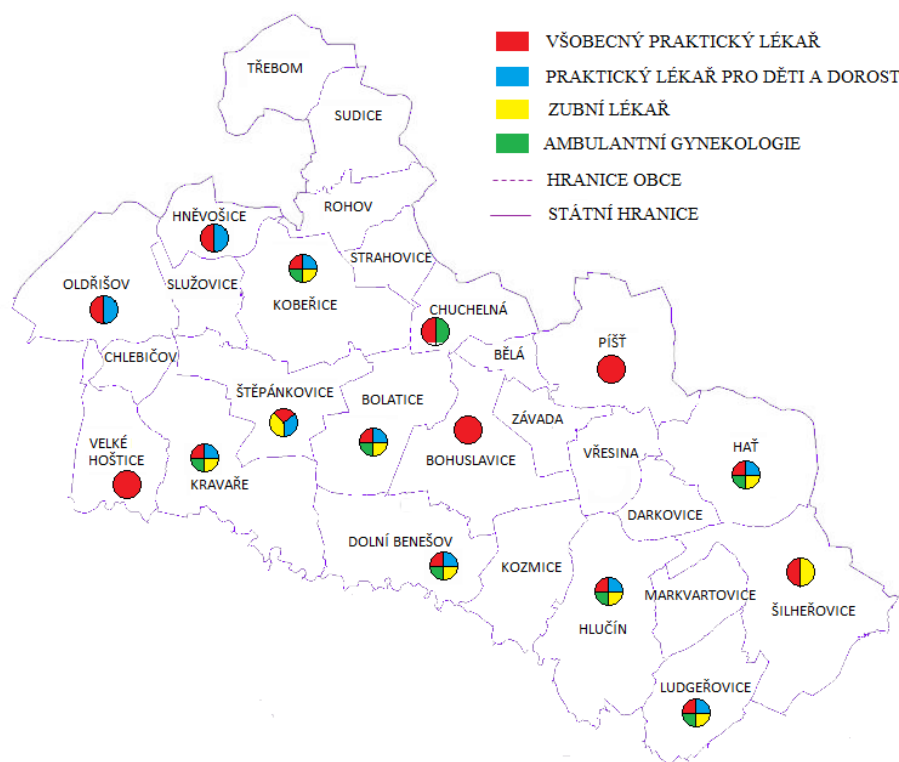 VŠOBECNÝ PRAKTICKÝ LÉKAŘ
PRAKTICKÝ LÉKAŘ PRO DĚTI A DOROST
ZUBNÍ LÉKAŘ
AMBULANTNÍ GYNEKOLOGIE
HRANICE OBCE
STÁTNÍ HRANICE
TŘEBOM
SUDICE
ROHOV
HNĚVOŠICE
STRAHOVICE
OLDŘIŠOV
SLUŽOVICE
KOBEŘICE
CHUCHELNÁ
PÍŠŤ
BĚLÁ
CHLEBIČOV
ŠTĚPÁNKOVICE
BOLATICE
ZÁVADA
VELKÉ
HOŠTICE
KRAVAŘE
BOHUSLAVICE
VŘESINA
HAŤ
DARKOVICE
DOLNÍ BENEŠOV
KOZMICE
MARKVARTOVICE
ŠILHEŘOVICE
HLUČÍN
LUDGEŘOVICE